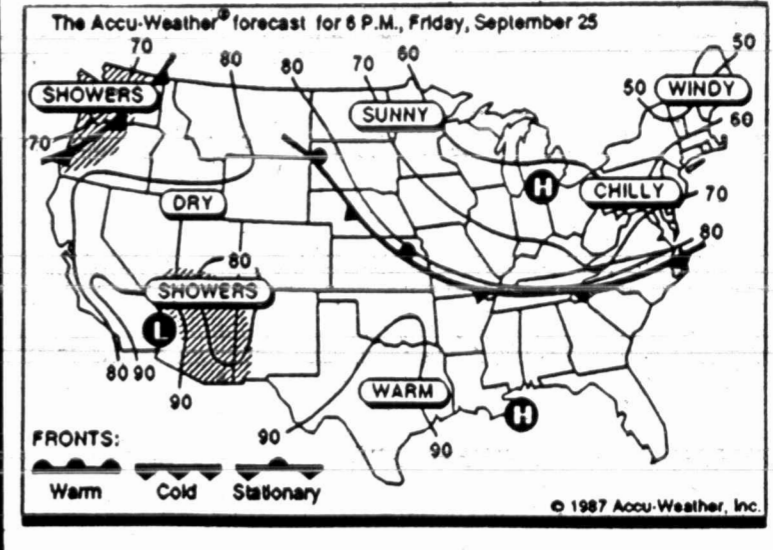 The Accu-Weather® forecast for 6 P.M., Friday, September 25
70
80
80
70
60
50
SHOWERS
SUNNY
50
WINDY
60
70
DRY
H
CHILLY
70
80
80
SHOWERS
L
80 90
90
WARM
H
90
90
FRONTS:
Warm Cold Stationary
© 1987 Accu-Weather, Inc.